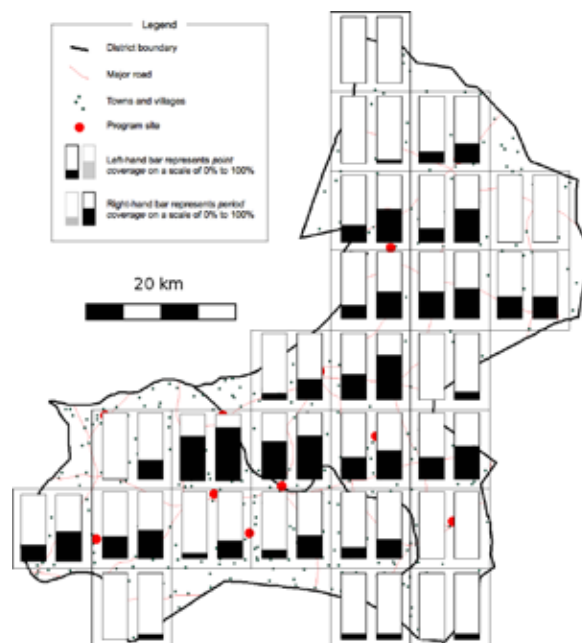 Legend
District boundary
Major road
Towns and villages
Program site
Left-hand bar represents point
coverage on a scale of 0% to 100%
Right-hand bar represents period
coverage on a scale of 0% to 100%
20 km